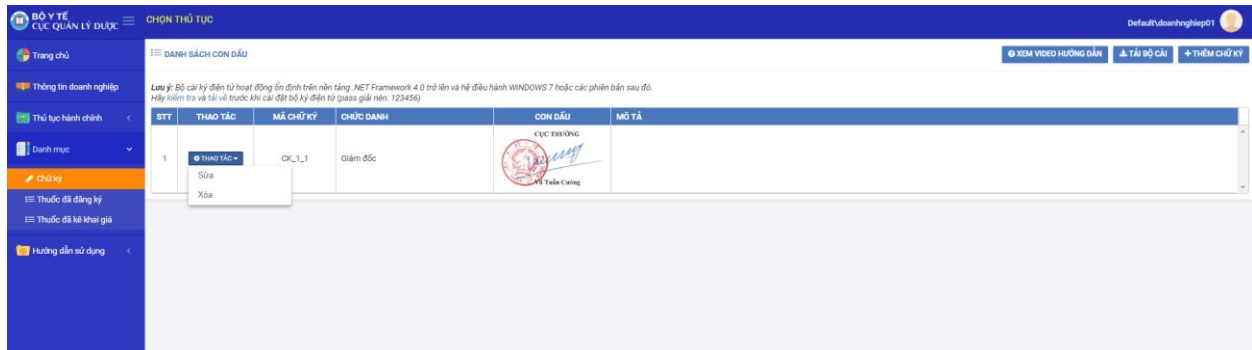 BỘ Y TẾ
CỤC QUẢN LÝ DƯỢC
CHỌN THỦ TỤC
Default\doanhnghiep01
Trang chủ
Thông tin doanh nghiệp
Thủ tục hành chính
Danh mục
Chữ ký
Thuốc đã đăng ký
Thuốc đã kê khai giá
Hướng dẫn sử dụng
DANH SÁCH CON DẤU
XEM VIDEO HƯỚNG DẪN
TẢI BỘ CÀI
THÊM CHỮ KÝ
Lưu ý: Bộ cài ký điện tử hoạt động ổn định trên nền tảng .NET Framework 4.0 trở lên và hệ điều hành WINDOWS 7 hoặc các phiên bản sau đó.
Hãy kiểm tra và tải về trước khi cài đặt bộ ký điện tử (pass giải nén: 123456)
STT THAO TÁC MÃ CHỮ KÝ CHỨC DANH CON DẤU MÔ TẢ
CỤC TRƯỞNG
1 THAO TÁC CK_1_1 Giám đốc
Tuấn Cường
Sửa
Xóa